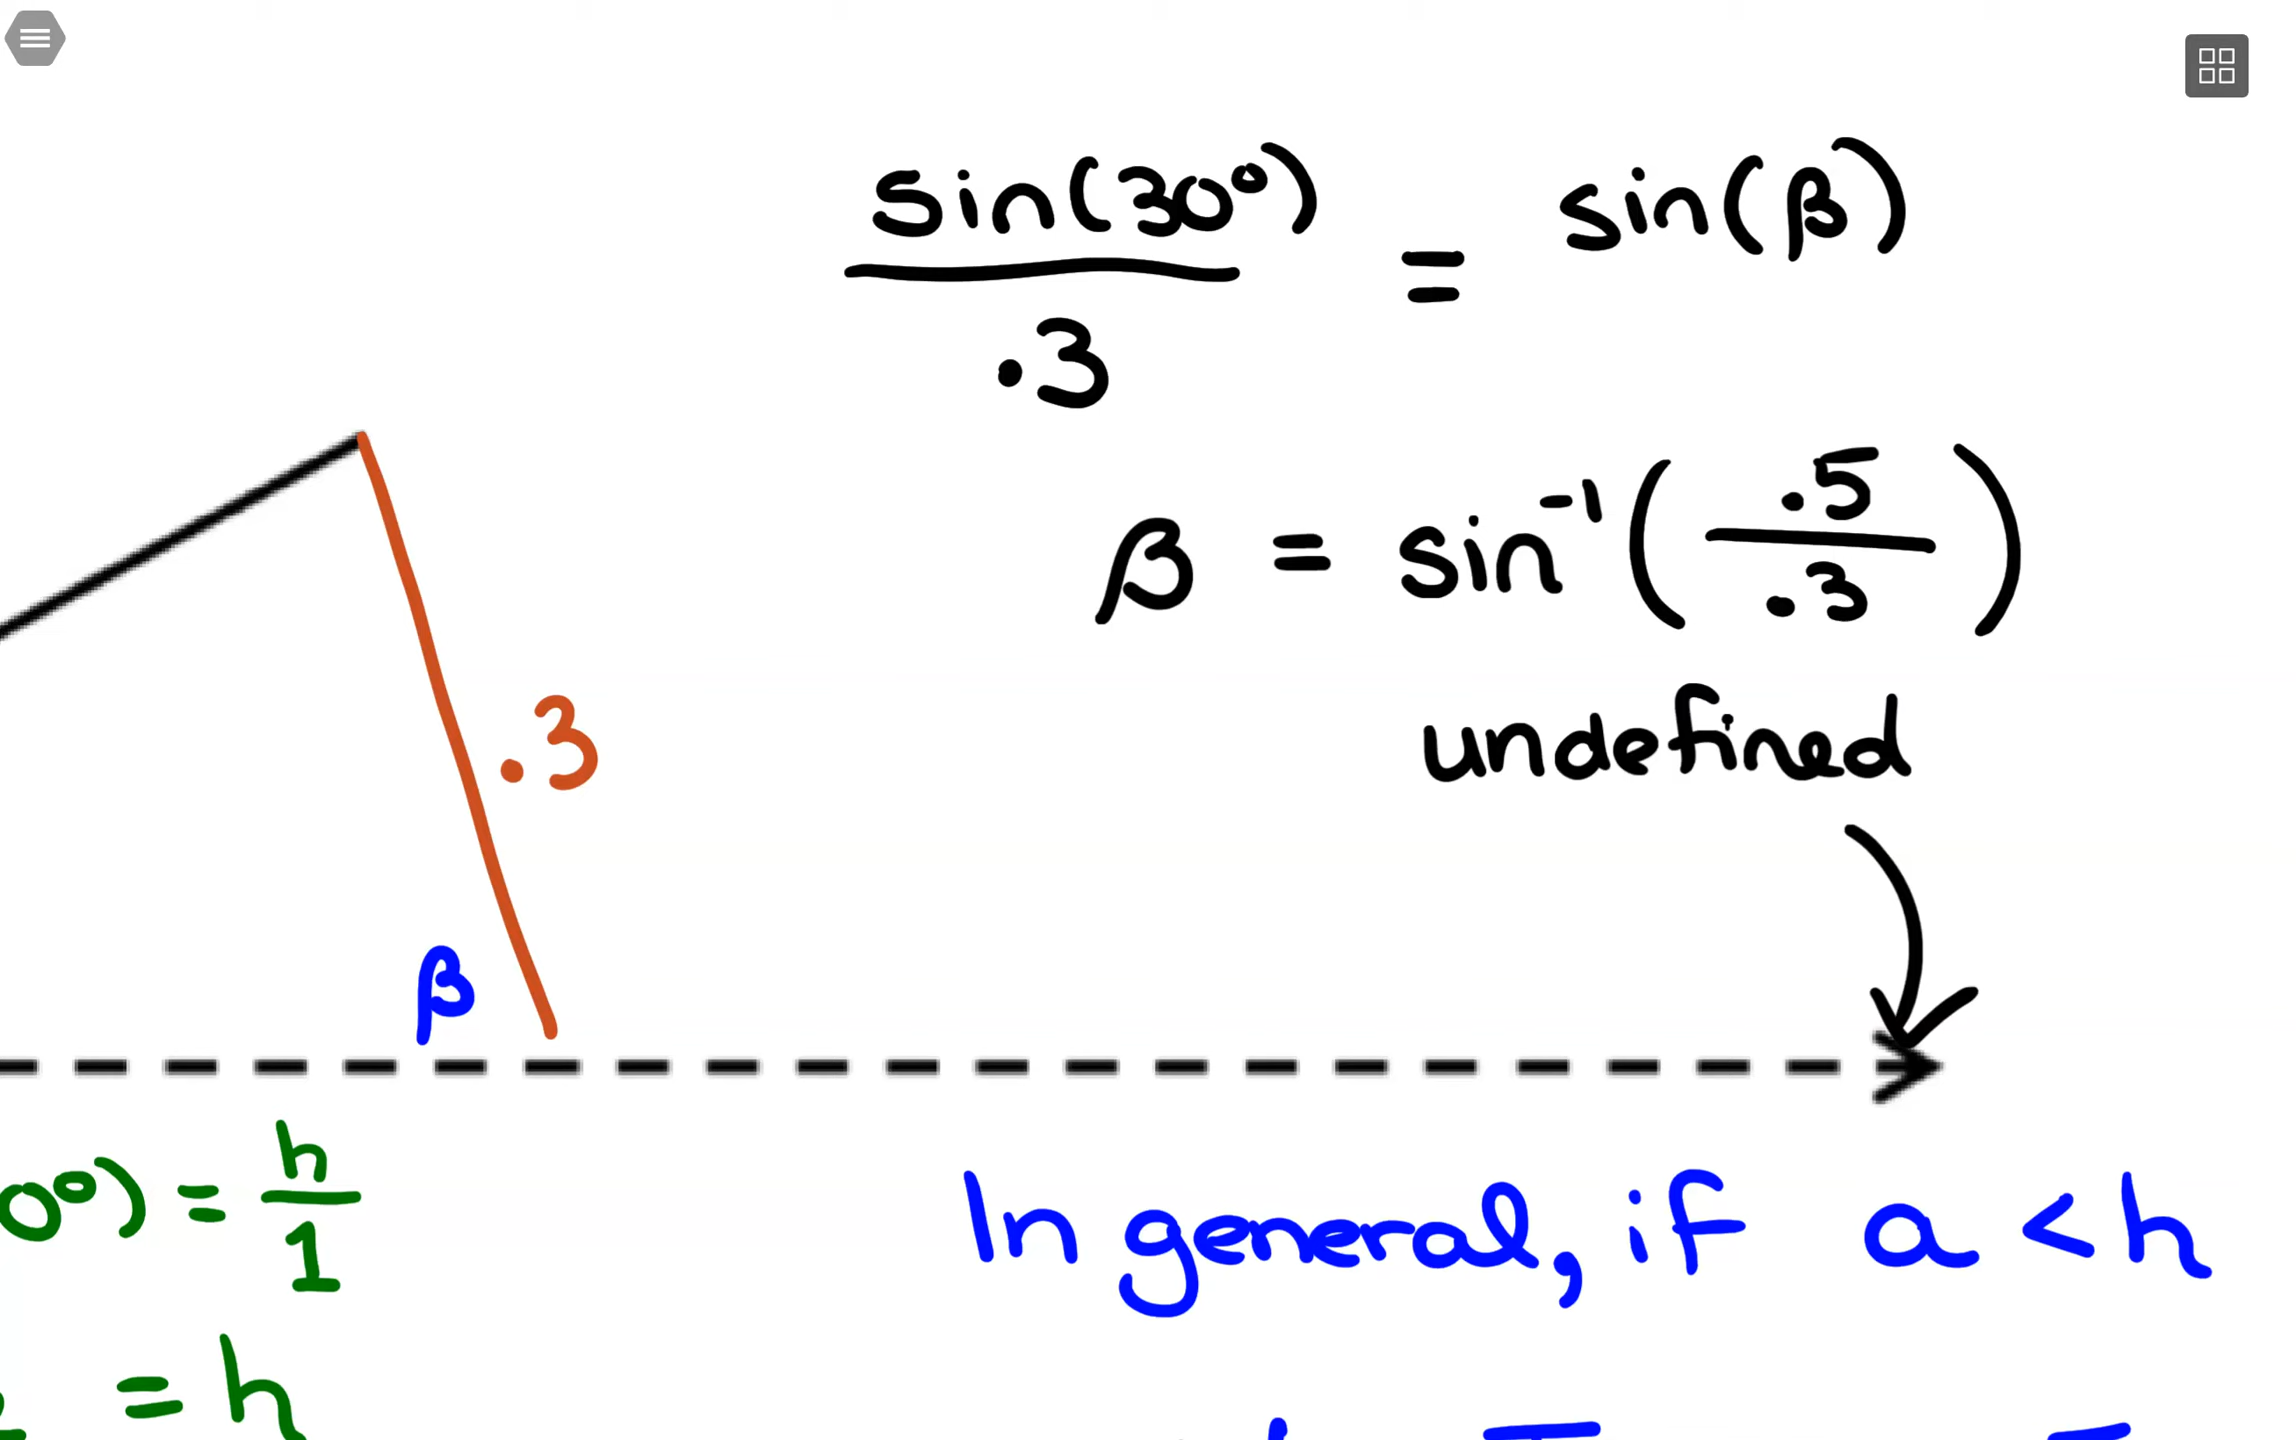 sin(30°)
―――
.3
= sin(β)
β = sin⁻¹(.5/.3)
undefined
.3
β
0°) = h/1
= h
In general, if a < h